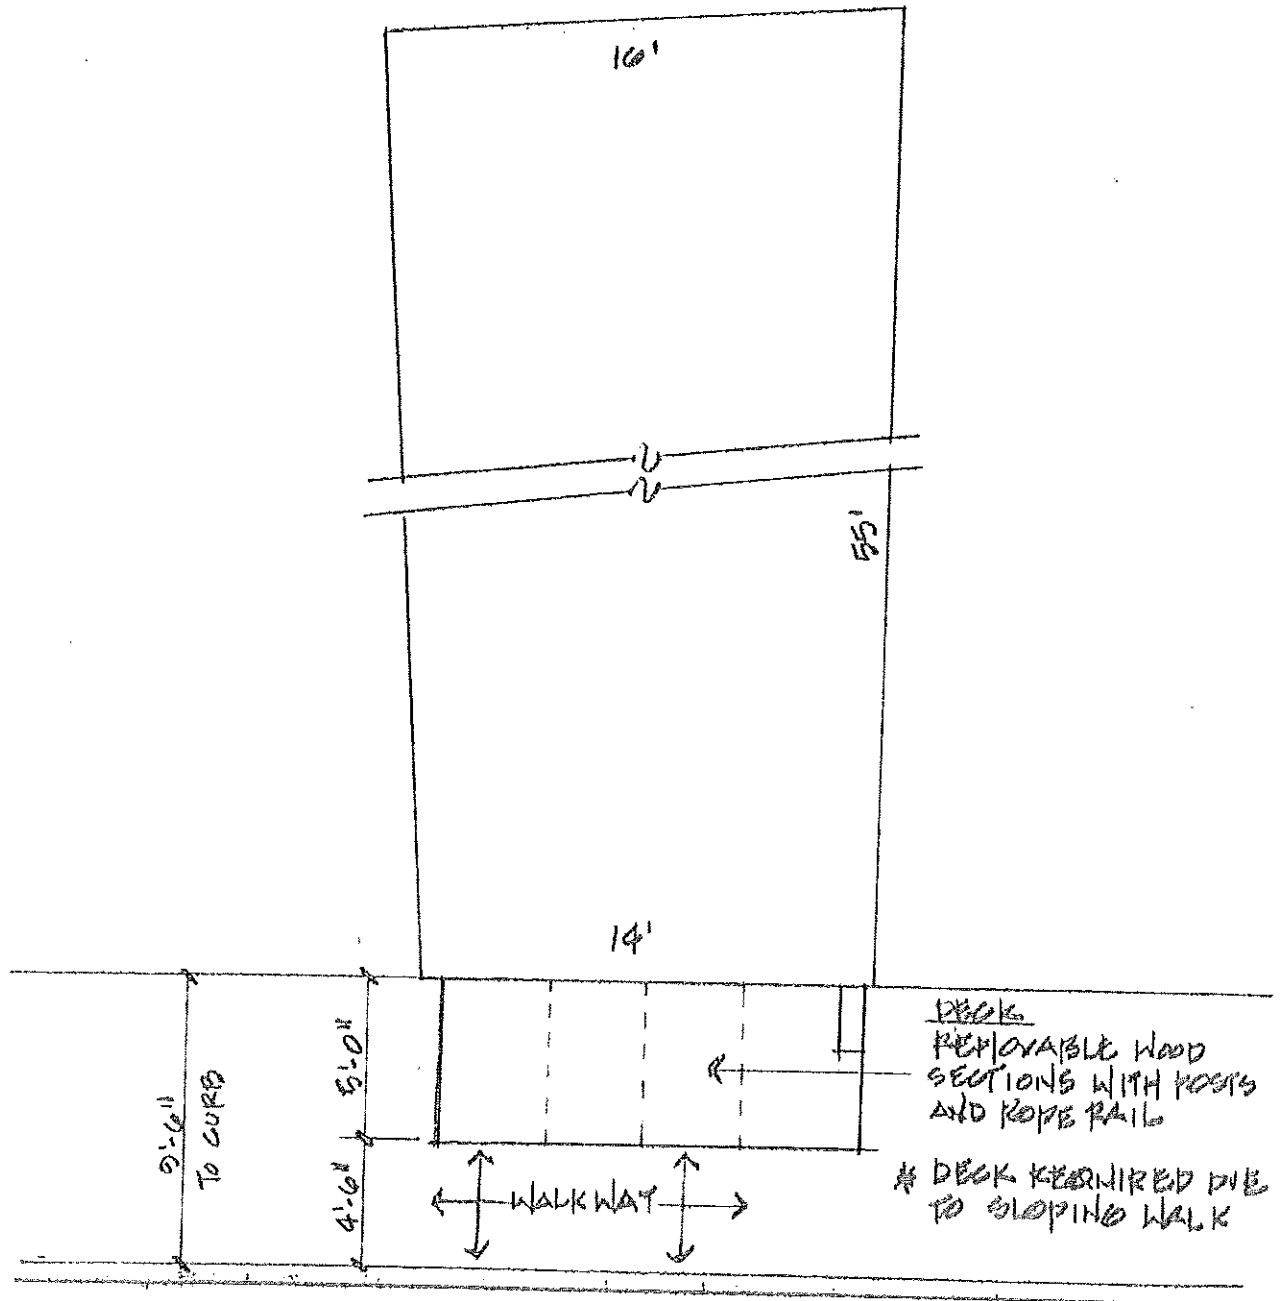 16'
55'
14'
9'-6"
TO CURB
5'-0"
4'-6"
WALKWAY
DECK
REMOVABLE WOOD
SECTIONS WITH POSTS
AND ROPE RAIL
* DECK REQUIRED DUE
TO SLOPING WALK